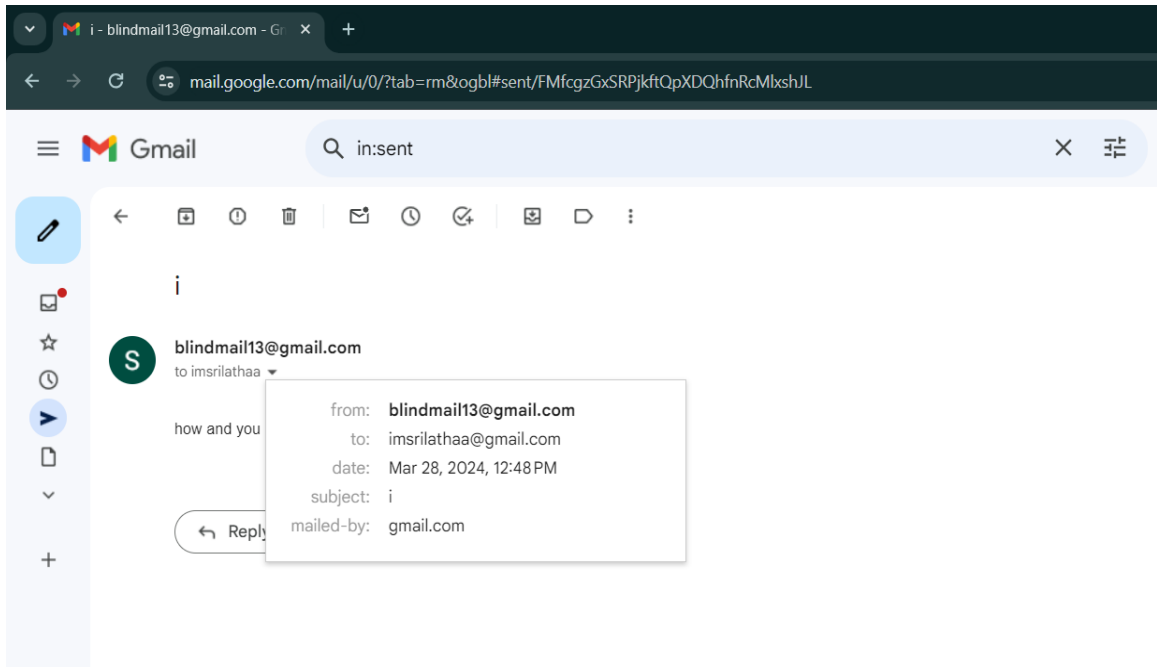 i - blindmail13@gmail.com - Gm
mail.google.com/mail/u/0/?tab=rm&ogbl#sent/FMfcgzGxSRPjkftQpXDQhfnRcMlxshJL
Gmail
in:sent
i
S
blindmail13@gmail.com
to imsrilathaa
from: blindmail13@gmail.com
how and you
to: imsrilathaa@gmail.com
date: Mar 28, 2024, 12:48 PM
subject: i
mailed-by: gmail.com
Reply